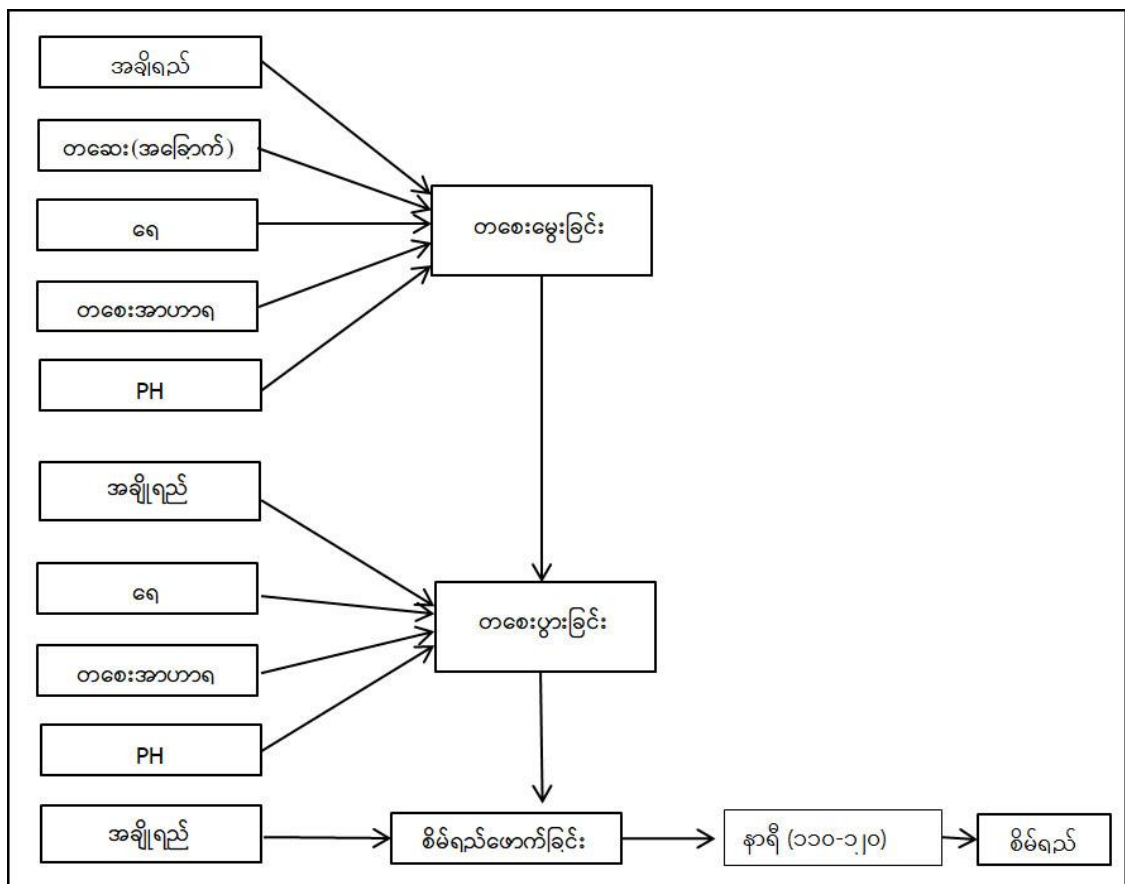 အချိုရည်
တဆေး(အခြောက်)
ရေ
တစေးမွေးခြင်း
တစေးအာဟာရ
PH
အချိုရည်
ရေ
တစေးပွားခြင်း
တစေးအာဟာရ
PH
အချိုရည်
စိမ်ရည်ဖောက်ခြင်း
နာရီ (၁၁၀-၁၂၀)
စိမ်ရည်